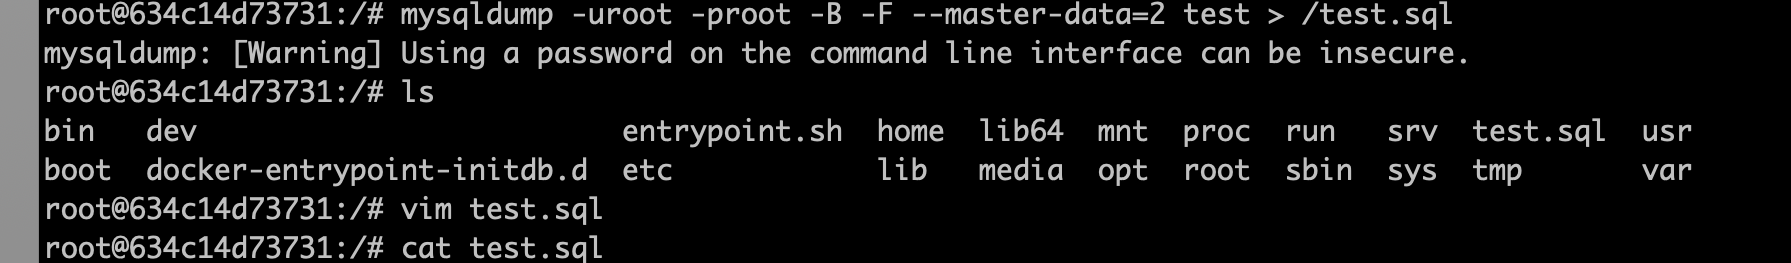 root@634c14d73731:/# mysqldump -uroot -proot -B -F --master-data=2 test > /test.sql
mysqldump: [Warning] Using a password on the command line interface can be insecure.
root@634c14d73731:/# ls
bin dev entrypoint.sh home lib64 mnt proc run srv test.sql usr
boot docker-entrypoint-initdb.d etc lib media opt root sbin sys tmp var
root@634c14d73731:/# vim test.sql
root@634c14d73731:/# cat test.sql